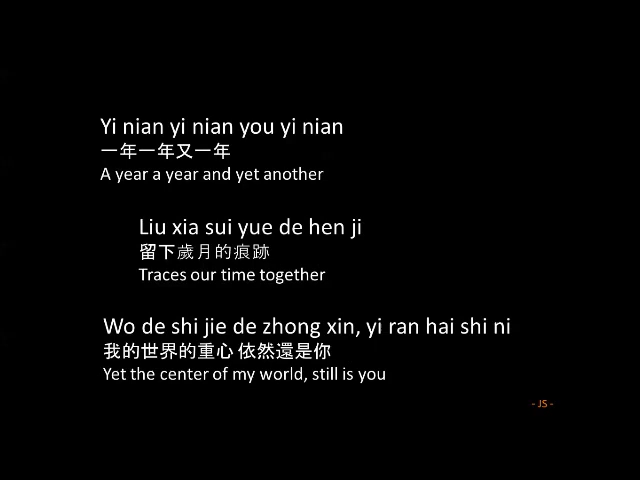 Yi nian yi nian you yi nian
一年一年又一年
A year a year and yet another
Liu xia sui yue de hen ji
留下歲月的痕跡
Traces our time together
Wo de shi jie de zhong xin, yi ran hai shi ni
我的世界的重心 依然還是你
Yet the center of my world, still is you
- JS -